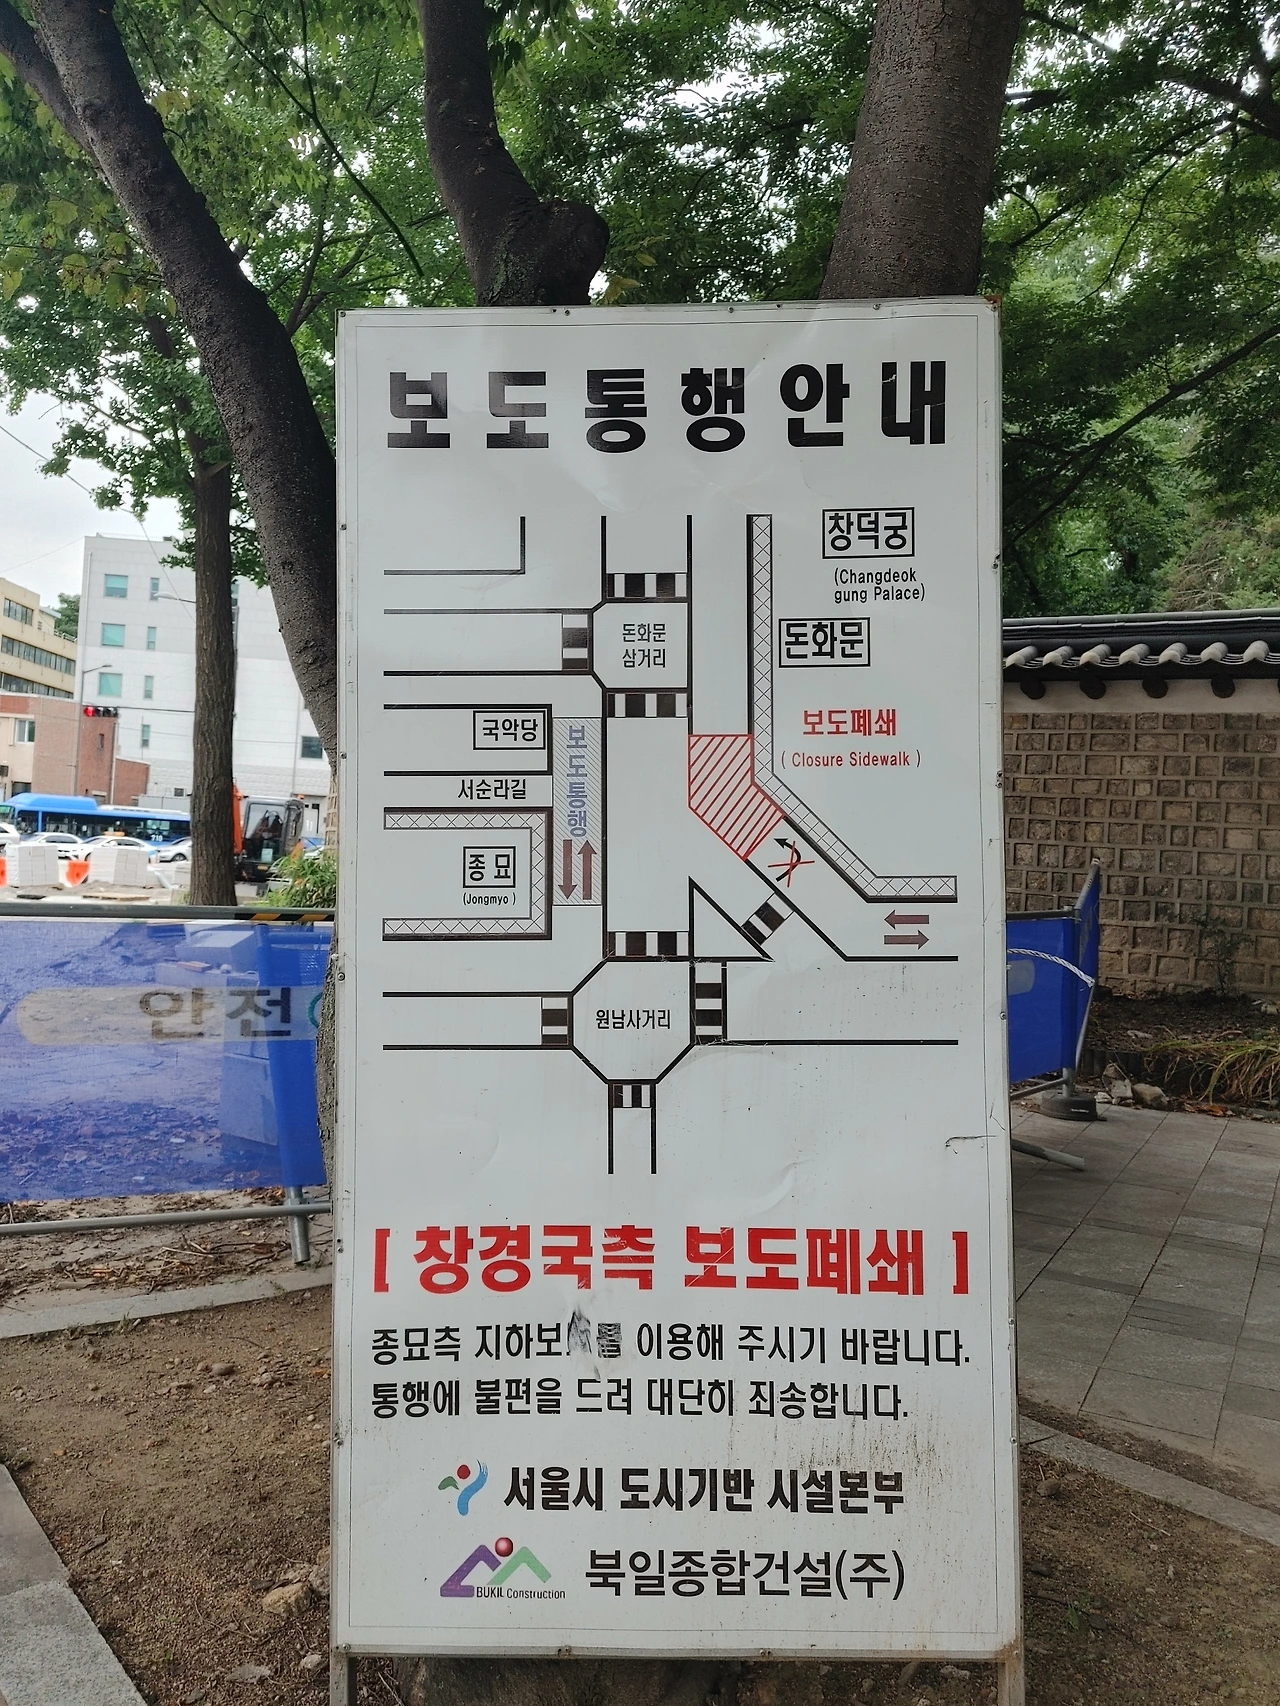 보도통행안내
창덕궁
(Changdeok
gung Palace)
돈화문
삼거리
돈화문
국악당
보도통행
보도폐쇄
( Closure Sidewalk )
서순라길
종묘
(Jongmyo )
원남사거리
안전
[ 창경국측 보도폐쇄 ]
종묘측 이용해 주시기 바랍니다.
통행에 불편을 드려 대단히 죄송합니다.
서울시 도시기반 시설본부
BUKIL Construction
북일종합건설(주)